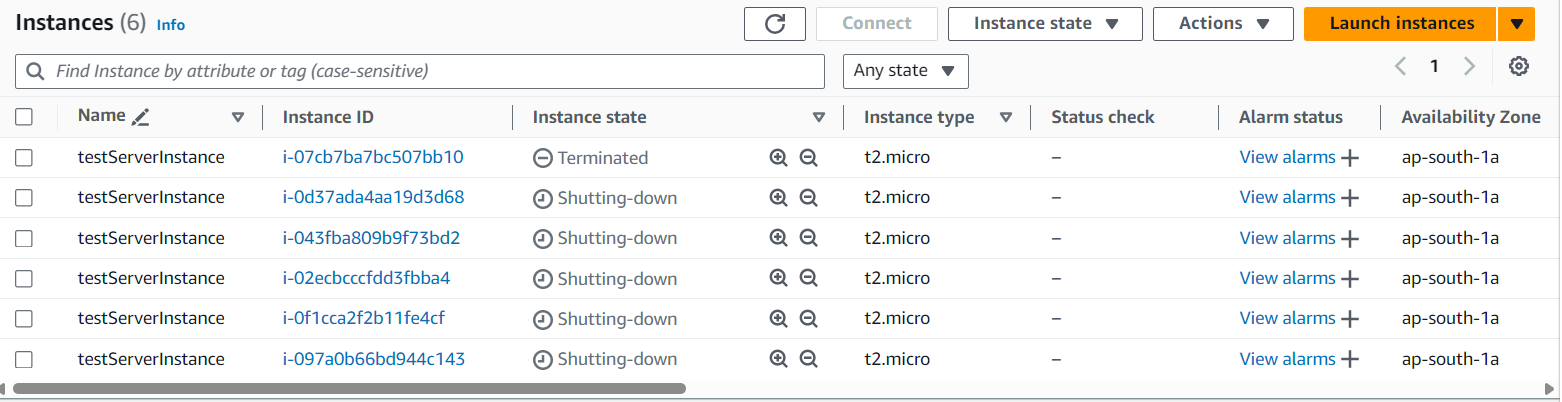 Instances (6) Info Connect Instance state Actions Launch instances
Find Instance by attribute or tag (case-sensitive) Any state 1
Name Instance ID Instance state Instance type Status check Alarm status Availability Zone
testServerInstance i-07cb7ba7bc507bb10 Terminated t2.micro – View alarms + ap-south-1a
testServerInstance i-0d37ada4aa19d3d68 Shutting-down t2.micro – View alarms + ap-south-1a
testServerInstance i-043fba809b9f73bd2 Shutting-down t2.micro – View alarms + ap-south-1a
testServerInstance i-02ecbcccfdd3fbba4 Shutting-down t2.micro – View alarms + ap-south-1a
testServerInstance i-0f1cca2f2b11fe4cf Shutting-down t2.micro – View alarms + ap-south-1a
testServerInstance i-097a0b66bd944c143 Shutting-down t2.micro – View alarms + ap-south-1a